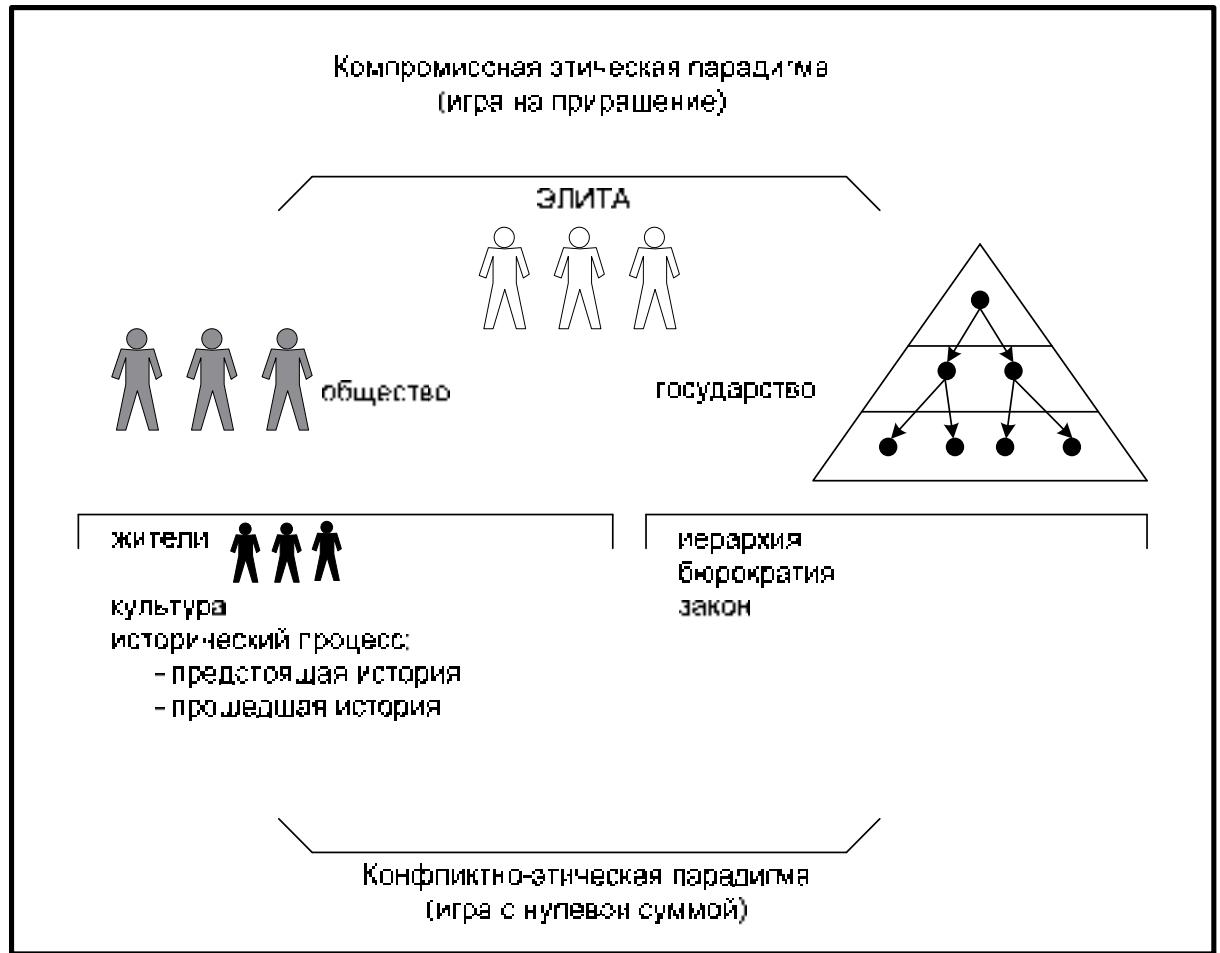 Компромиссная этическая парадигма
(игра на приращение)
ЭЛИТА
общество
государство
жители
культура
исторический процесс:
– предстоящая история
– прошедшая история
иерархия
бюрократия
закон
Конфликтно-этическая парадигма
(игра с нулевой суммой)